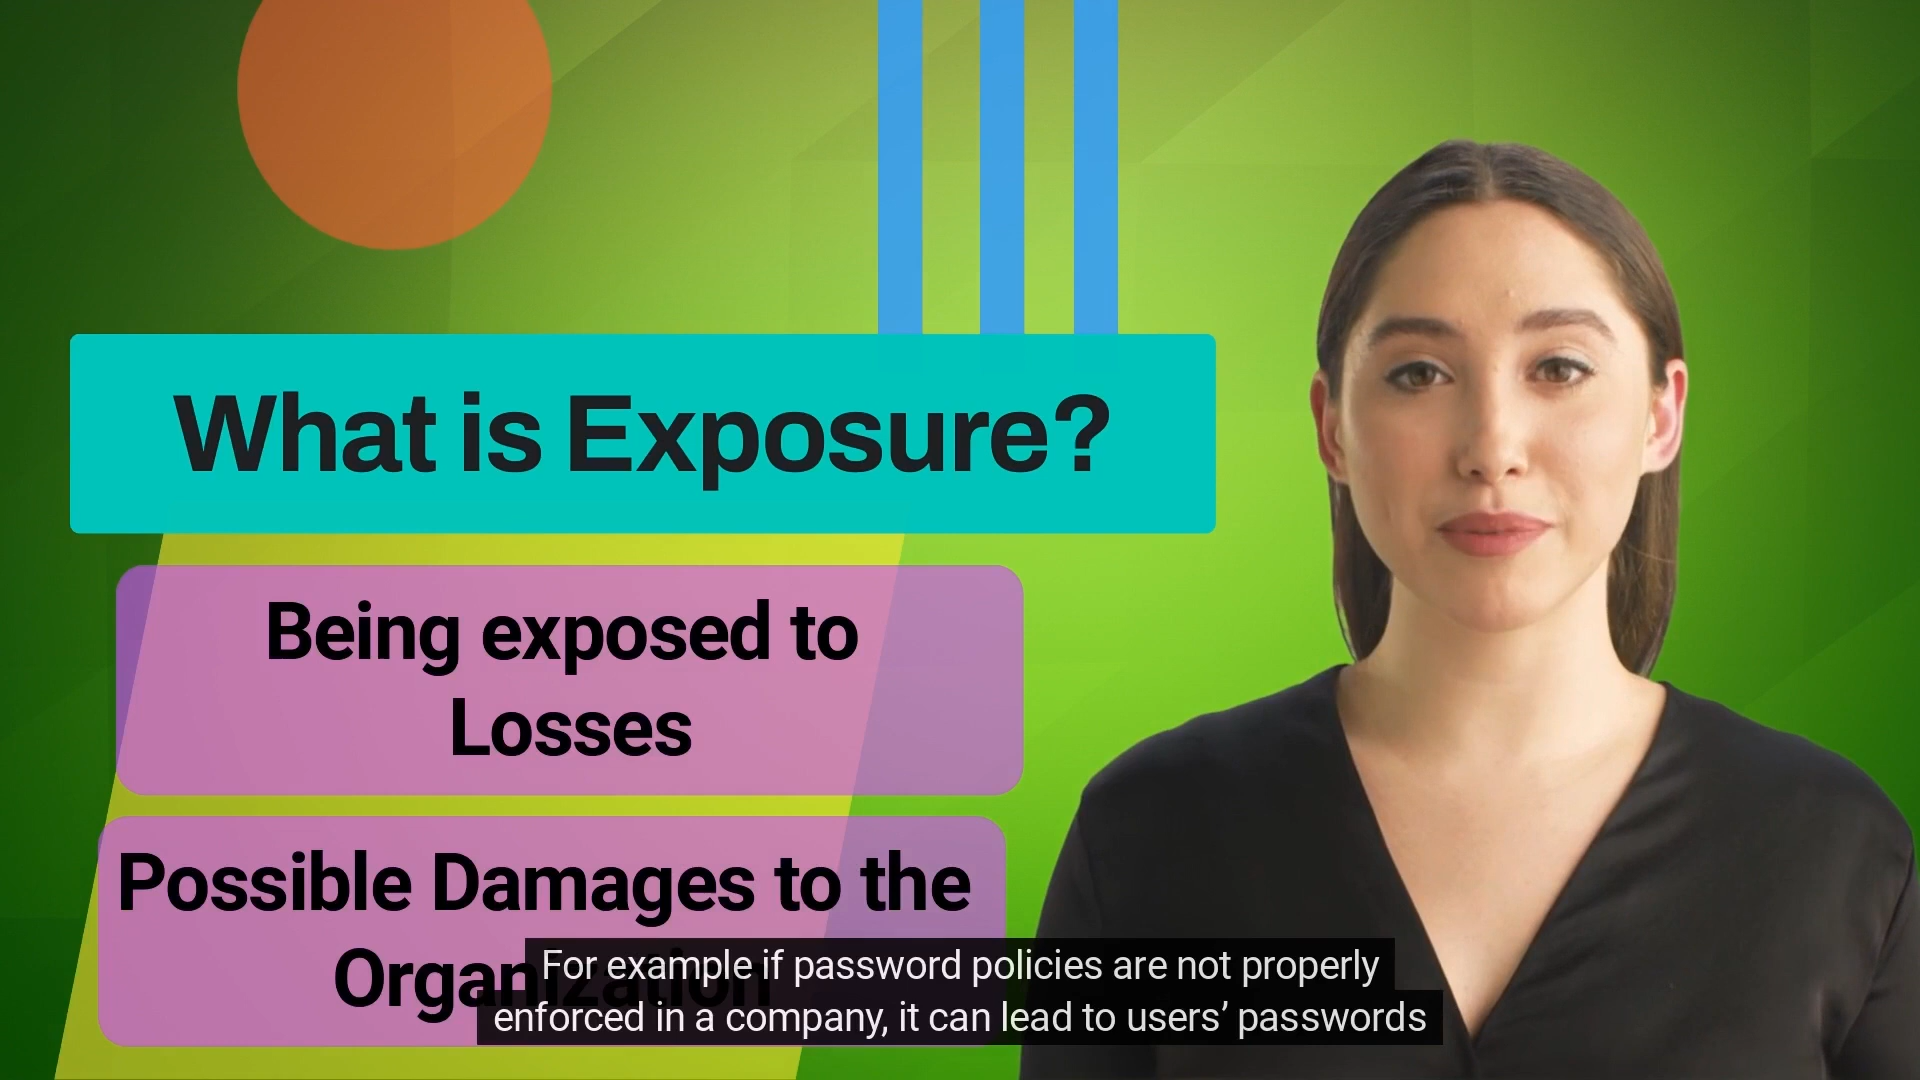 What is Exposure?
Being exposed to
Losses
Possible Damages to the
Organization
For example if password policies are not properly
enforced in a company, it can lead to users’ passwords